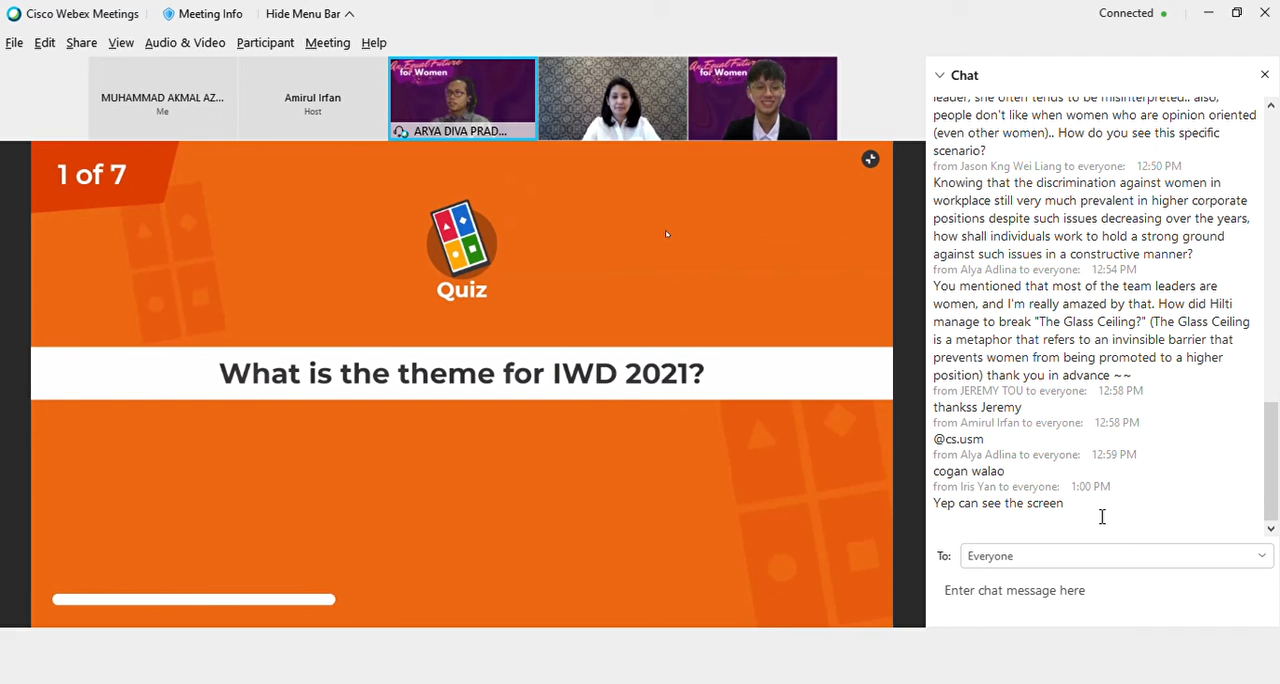 Cisco Webex Meetings
Meeting Info
Hide Menu Bar
Connected
File Edit Share View Audio & Video Participant Meeting Help
MUHAMMAD AKMAL AZ...
Me
Amirul Irfan
Host
An Equal Future
for Women
ARYA DIVA PRAD...
An Equal Future
for Women
1 of 7
Quiz
What is the theme for IWD 2021?
Chat
leader, she often tends to be misinterpreted.. also,
people don't like when women who are opinion oriented
(even other women).. How do you see this specific
scenario?
from Jason Kng Wei Liang to everyone: 12:50 PM
Knowing that the discrimination against women in
workplace still very much prevalent in higher corporate
positions despite such issues decreasing over the years,
how shall individuals work to hold a strong ground
against such issues in a constructive manner?
from Alya Adlina to everyone: 12:54 PM
You mentioned that most of the team leaders are
women, and I'm really amazed by that. How did Hilti
manage to break "The Glass Ceiling?" (The Glass Ceiling
is a metaphor that refers to an invinsible barrier that
prevents women from being promoted to a higher
position) thank you in advance ~~
from JEREMY TOU to everyone: 12:58 PM
thankss Jeremy
from Amirul Irfan to everyone: 12:58 PM
@cs.usm
from Alya Adlina to everyone: 12:59 PM
cogan walao
from Iris Yan to everyone: 1:00 PM
Yep can see the screen
To: Everyone
Enter chat message here